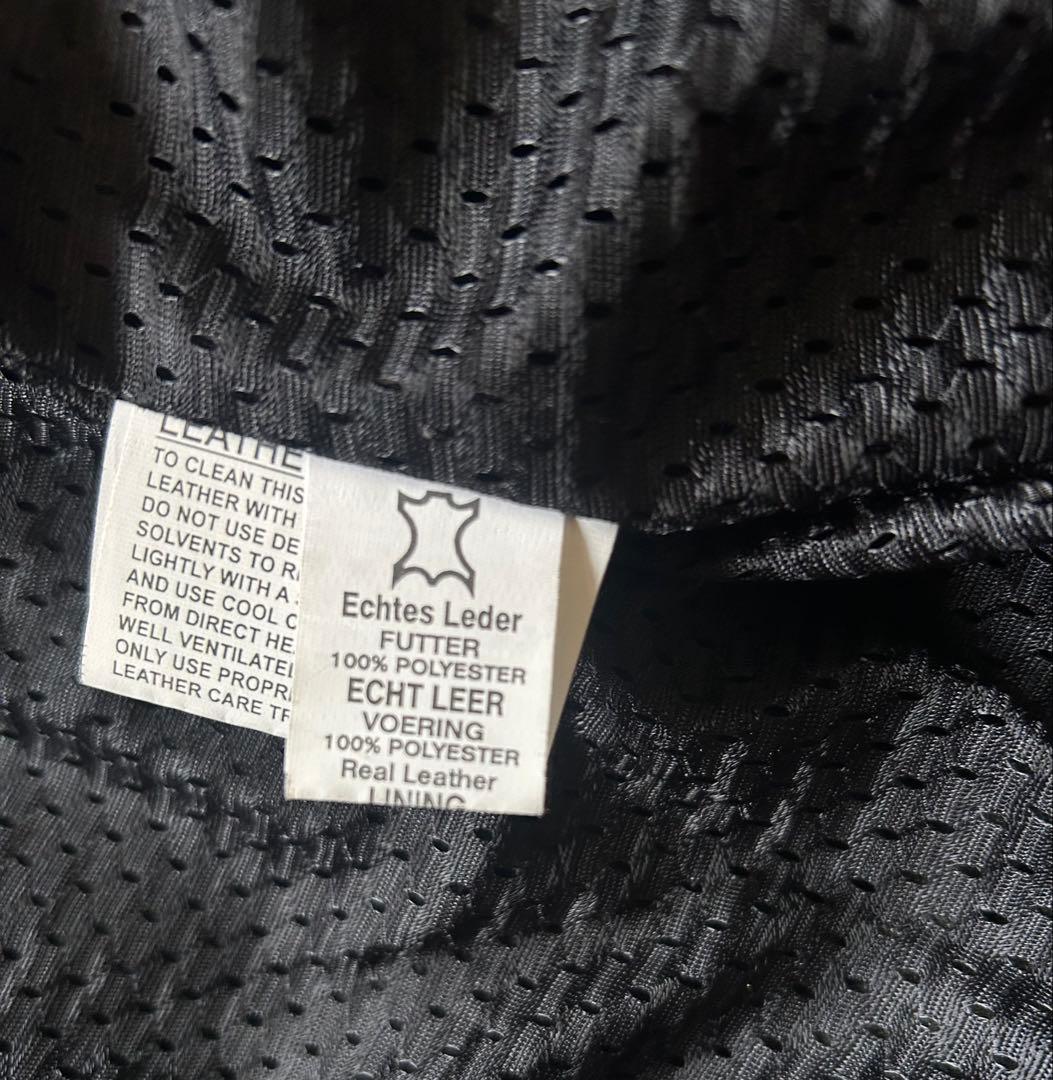 TO CLEAN THIS
LEATHER WITH
DO NOT USE DE
SOLVENTS TO R
LIGHTLY WITH A
AND USE COOL C
FROM DIRECT HE
WELL VENTILATE
ONLY USE PROPR
LEATHER CARE TR
Echtes Leder
FUTTER
100% POLYESTER
ECHT LEER
VOERING
100% POLYESTER
Real Leather
LINING